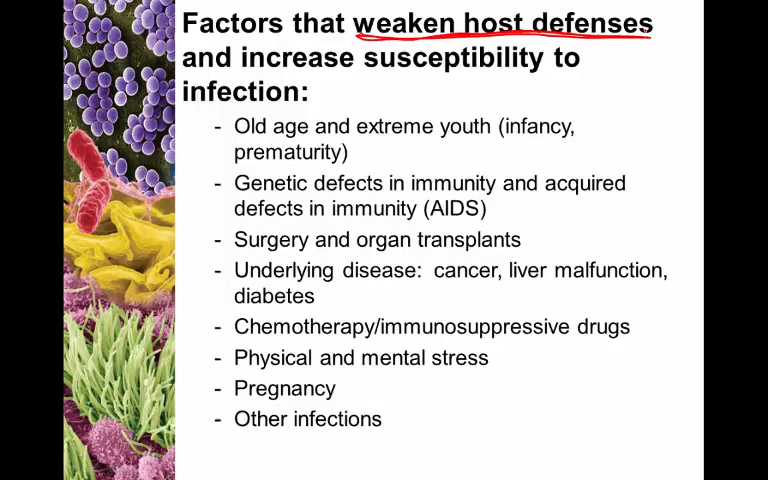 Factors that weaken host defenses
and increase susceptibility to
infection:
- Old age and extreme youth (infancy,
prematurity)
- Genetic defects in immunity and acquired
defects in immunity (AIDS)
- Surgery and organ transplants
- Underlying disease: cancer, liver malfunction,
diabetes
- Chemotherapy/immunosuppressive drugs
- Physical and mental stress
- Pregnancy
- Other infections